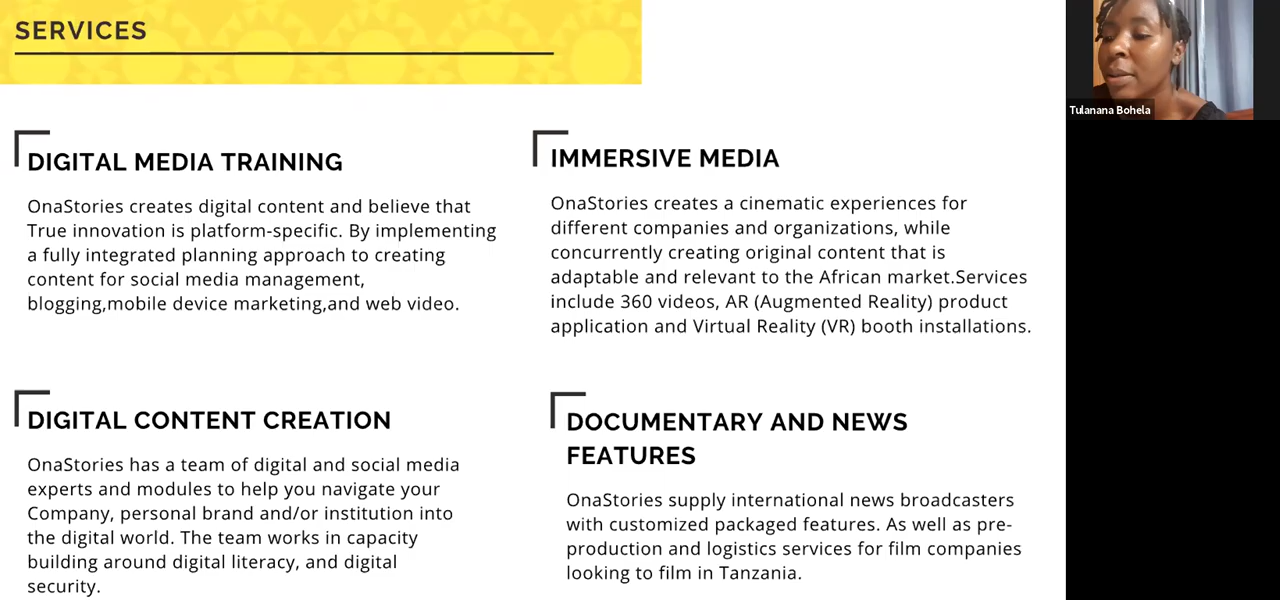 SERVICES
DIGITAL MEDIA TRAINING
OnaStories creates digital content and believe that
True innovation is platform-specific. By implementing
a fully integrated planning approach to creating
content for social media management,
blogging,mobile device marketing,and web video.
IMMERSIVE MEDIA
OnaStories creates a cinematic experiences for
different companies and organizations, while
concurrently creating original content that is
adaptable and relevant to the African market.Services
include 360 videos, AR (Augmented Reality) product
application and Virtual Reality (VR) booth installations.
DIGITAL CONTENT CREATION
OnaStories has a team of digital and social media
experts and modules to help you navigate your
Company, personal brand and/or institution into
the digital world. The team works in capacity
building around digital literacy, and digital
security.
DOCUMENTARY AND NEWS
FEATURES
OnaStories supply international news broadcasters
with customized packaged features. As well as pre-
production and logistics services for film companies
looking to film in Tanzania.
Tulanana Bohela